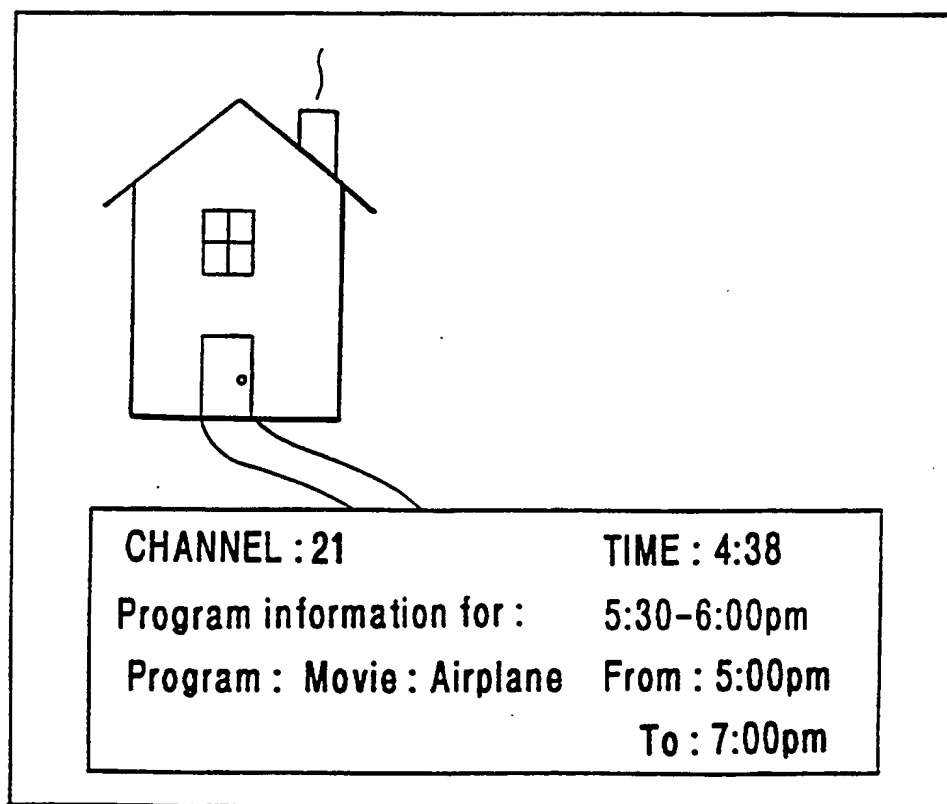 CHANNEL : 21 TIME : 4:38
Program information for : 5:30-6:00pm
Program : Movie : Airplane From : 5:00pm
To : 7:00pm